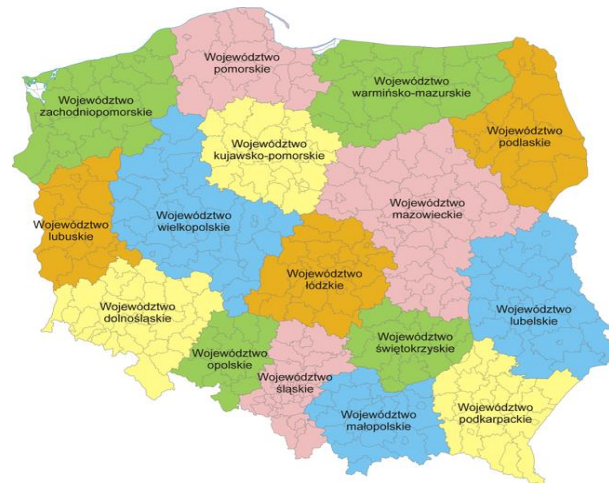 Województwo
pomorskie
Województwo
warmińsko-mazurskie
Województwo
zachodniopomorskie
Województwo
podlaskie
Województwo
kujawsko-pomorskie
Województwo
mazowieckie
Województwo
wielkopolskie
Województwo
lubuskie
Województwo
łódzkie
Województwo
dolnośląskie
Województwo
lubelskie
Województwo
świętokrzyskie
Województwo
opolskie
Województwo
śląskie
Województwo
małopolskie
Województwo
podkarpackie